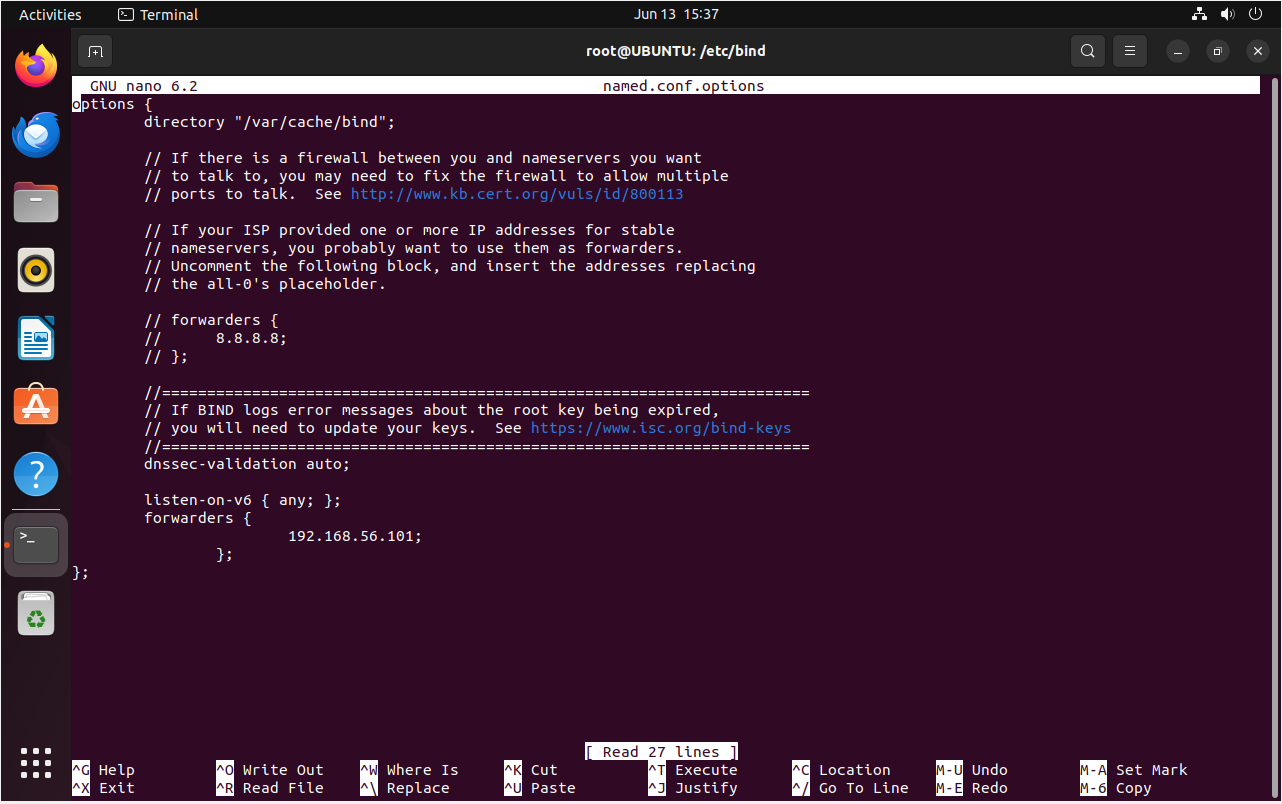 Activities Terminal Jun 13 15:37
root@UBUNTU: /etc/bind
GNU nano 6.2 named.conf.options
options {
directory "/var/cache/bind";
// If there is a firewall between you and nameservers you want
// to talk to, you may need to fix the firewall to allow multiple
// ports to talk.  See http://www.kb.cert.org/vuls/id/800113
// If your ISP provided one or more IP addresses for stable
// nameservers, you probably want to use them as forwarders.
// Uncomment the following block, and insert the addresses replacing
// the all-0's placeholder.
// forwarders {
//      8.8.8.8;
// };
//========================================================================
// If BIND logs error messages about the root key being expired,
// you will need to update your keys.  See https://www.isc.org/bind-keys
//========================================================================
dnssec-validation auto;
listen-on-v6 { any; };
forwarders {
192.168.56.101;
};
};
[ Read 27 lines ]
^G Help ^O Write Out ^W Where Is ^K Cut ^T Execute ^C Location M-U Undo M-A Set Mark
^X Exit ^R Read File ^\ Replace ^U Paste ^J Justify ^/ Go To Line M-E Redo M-6 Copy